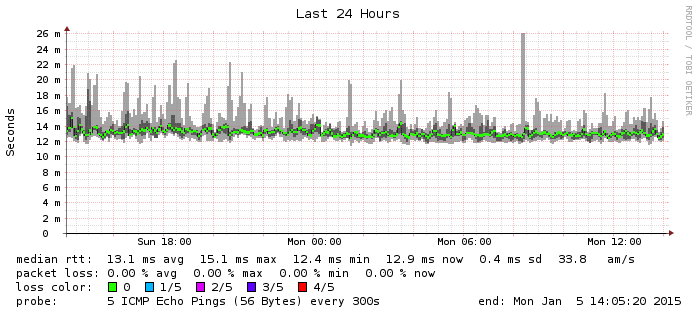 Last 24 Hours
RRDTOOL / TOBI OETIKER
Seconds
26 m
24 m
22 m
20 m
18 m
16 m
14 m
12 m
10 m
8 m
6 m
4 m
2 m
0
Sun 18:00 Mon 00:00 Mon 06:00 Mon 12:00
median rtt: 13.1 ms avg 15.1 ms max 12.4 ms min 12.9 ms now 0.4 ms sd 33.8 am/s
packet loss: 0.00 % avg 0.00 % max 0.00 % min 0.00 % now
loss color: 0 1/5 2/5 3/5 4/5
probe: 5 ICMP Echo Pings (56 Bytes) every 300s end: Mon Jan 5 14:05:20 2015